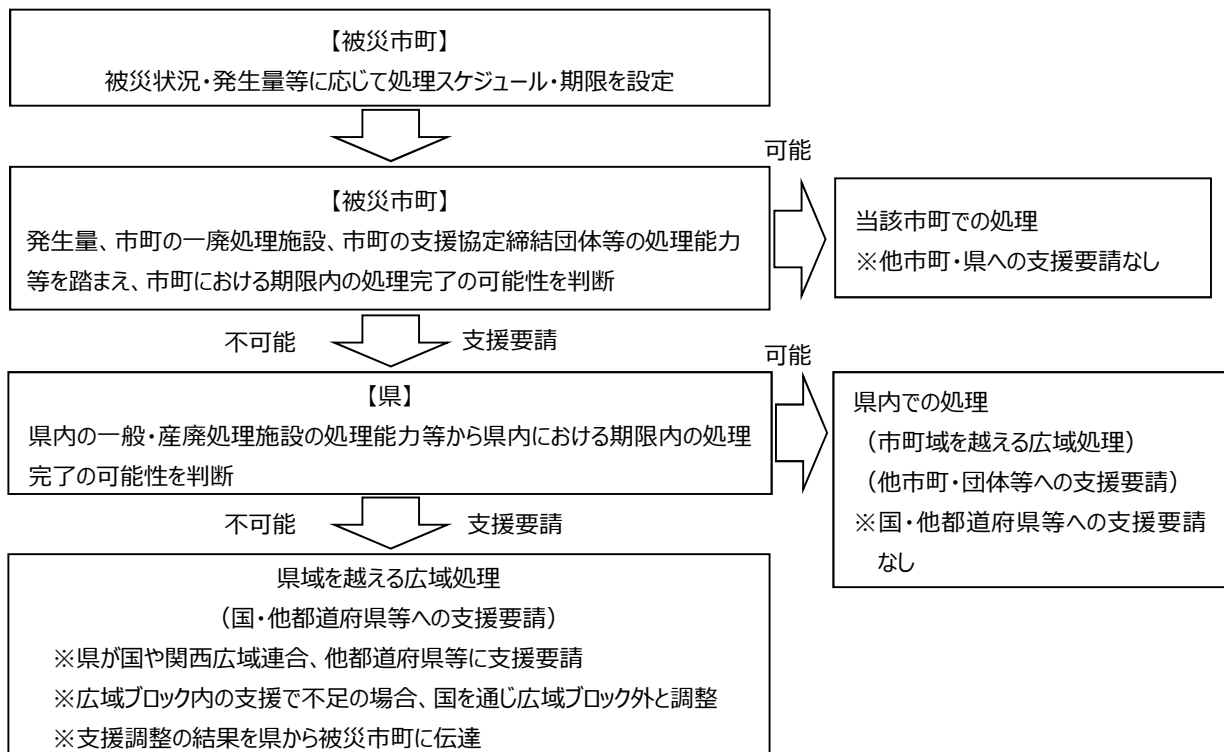 【被災市町】
被災状況・発生量等に応じて処理スケジュール・期限を設定
可能
【被災市町】
発生量、市町の一廃処理施設、市町の支援協定締結団体等の処理能力
等を踏まえ、市町における期限内の処理完了の可能性を判断
当該市町での処理
※他市町・県への支援要請なし
不可能
支援要請
可能
【県】
県内の一般・産廃処理施設の処理能力等から県内における期限内の処理
完了の可能性を判断
県内での処理
（市町域を越える広域処理）
（他市町・団体等への支援要請）
※国・他都道府県等への支援要請
なし
不可能
支援要請
県域を越える広域処理
（国・他都道府県等への支援要請）
※県が国や関西広域連合、他都道府県等に支援要請
※広域ブロック内の支援で不足の場合、国を通じ広域ブロック外と調整
※支援調整の結果を県から被災市町に伝達